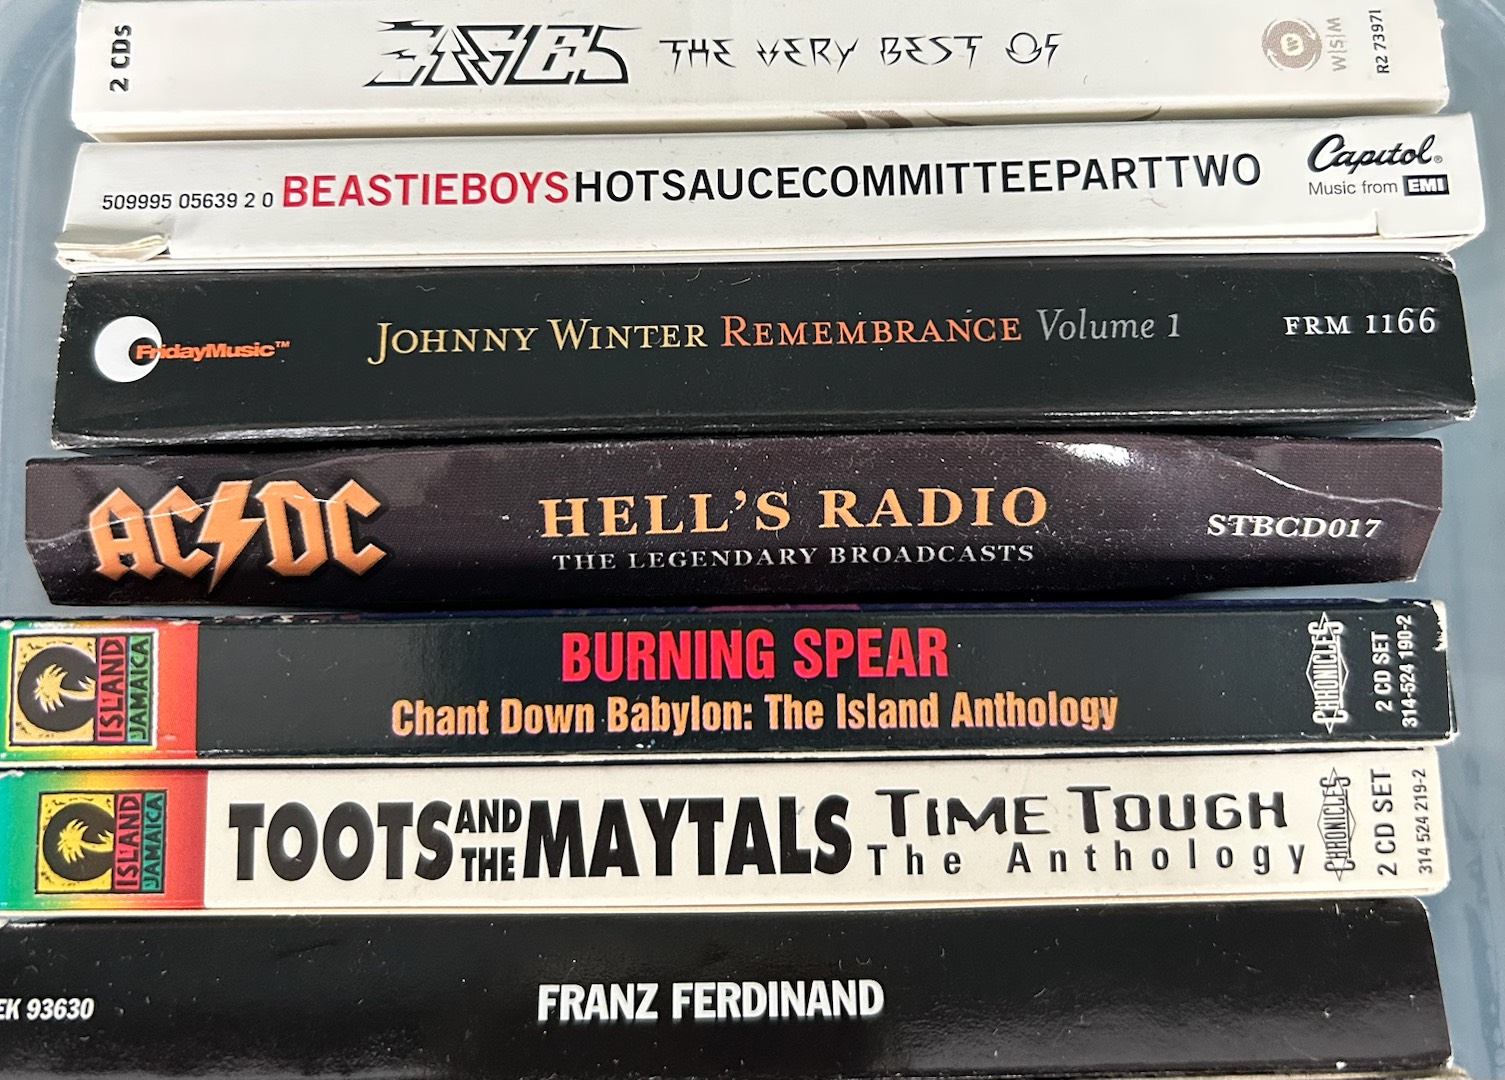 2 CDS EAGLES THE VERY BEST OF W|S|M R2 73971
509995 05639 2 0 BEASTIEBOYSHOTSAUCECOMMITTEEPARTTWO Capitol® Music from EMI
FridayMusic™ JOHNNY WINTER REMEMBRANCE Volume 1 FRM 1166
AC DC HELL'S RADIO STBCD017
THE LEGENDARY BROADCASTS
ISLAND JAMAICA BURNING SPEAR CHRONICLES 2 CD SET 314-524 190-2
Chant Down Babylon: The Island Anthology
ISLAND JAMAICA TOOTS AND THE MAYTALS TIME TOUGH CHRONICLES 2 CD SET 314 524 219-2
The Anthology
EK 93630 FRANZ FERDINAND